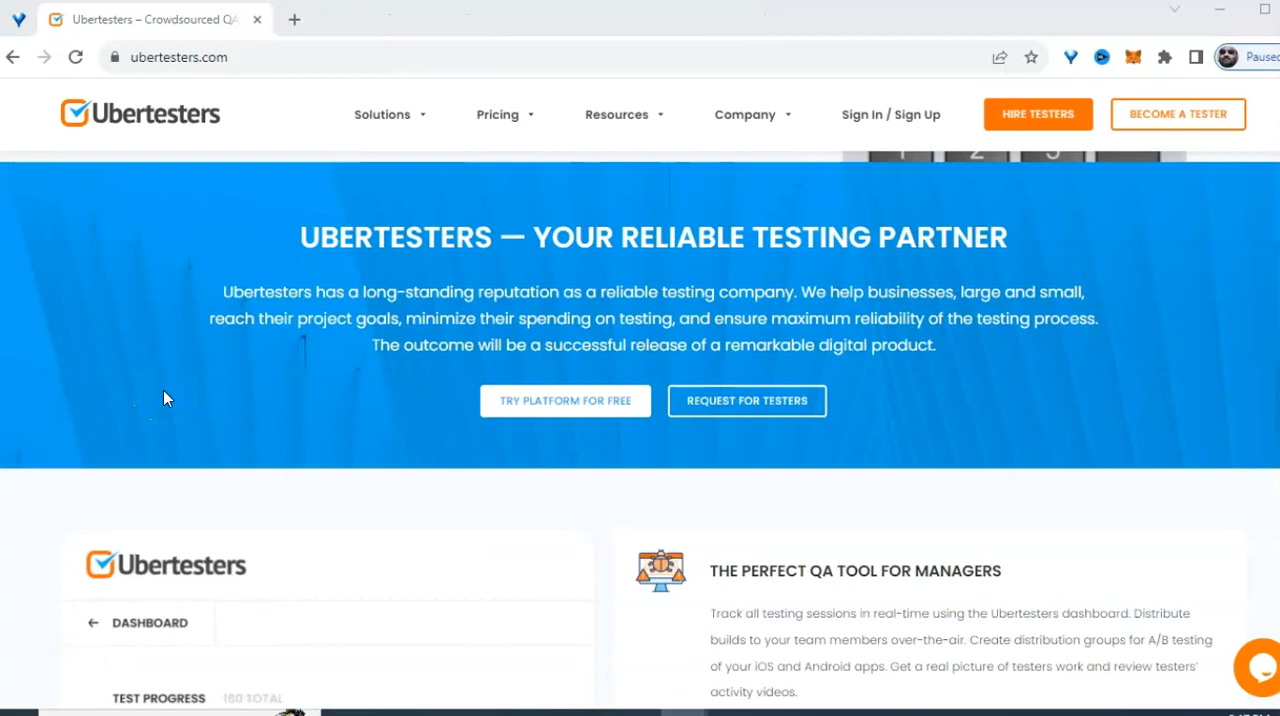 Ubertesters – Crowdsourced QA
ubertesters.com
Paused
Ubertesters
Solutions
Pricing
Resources
Company
Sign In / Sign Up
HIRE TESTERS
BECOME A TESTER
1 2 3
UBERTESTERS — YOUR RELIABLE TESTING PARTNER
Ubertesters has a long-standing reputation as a reliable testing company. We help businesses, large and small,
reach their project goals, minimize their spending on testing, and ensure maximum reliability of the testing process.
The outcome will be a successful release of a remarkable digital product.
TRY PLATFORM FOR FREE
REQUEST FOR TESTERS
Ubertesters
DASHBOARD
TEST PROGRESS 160 TOTAL
THE PERFECT QA TOOL FOR MANAGERS
Track all testing sessions in real-time using the Ubertesters dashboard. Distribute
builds to your team members over-the-air. Create distribution groups for A/B testing
of your iOS and Android apps. Get a real picture of testers work and review testers'
activity videos.